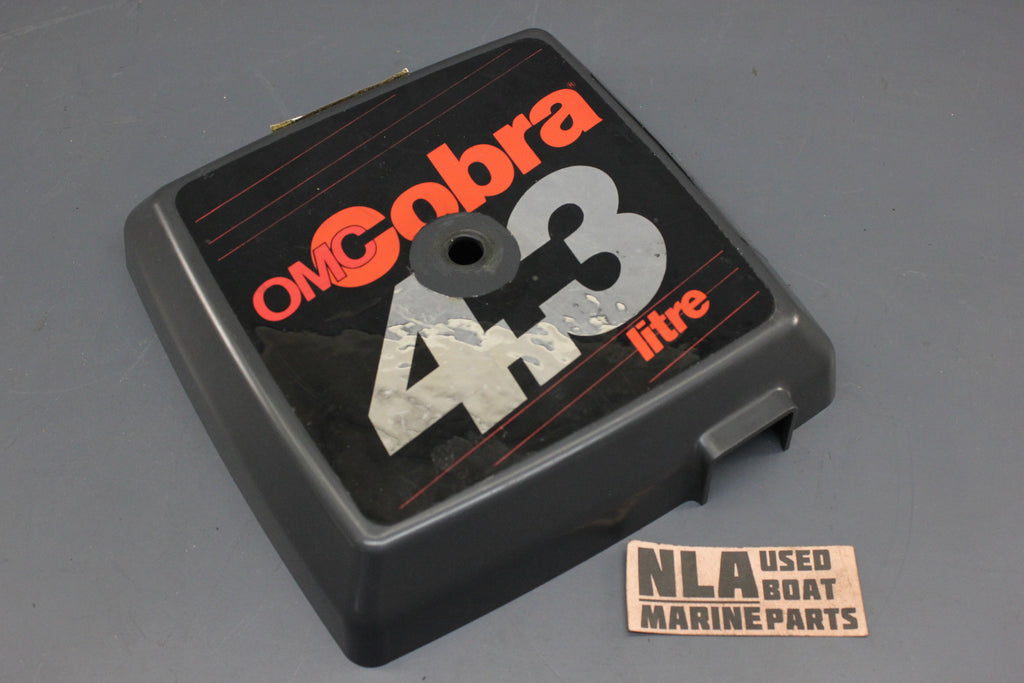 OMC Cobra®
4.3
litre
NLA USED
BOAT
MARINE PARTS